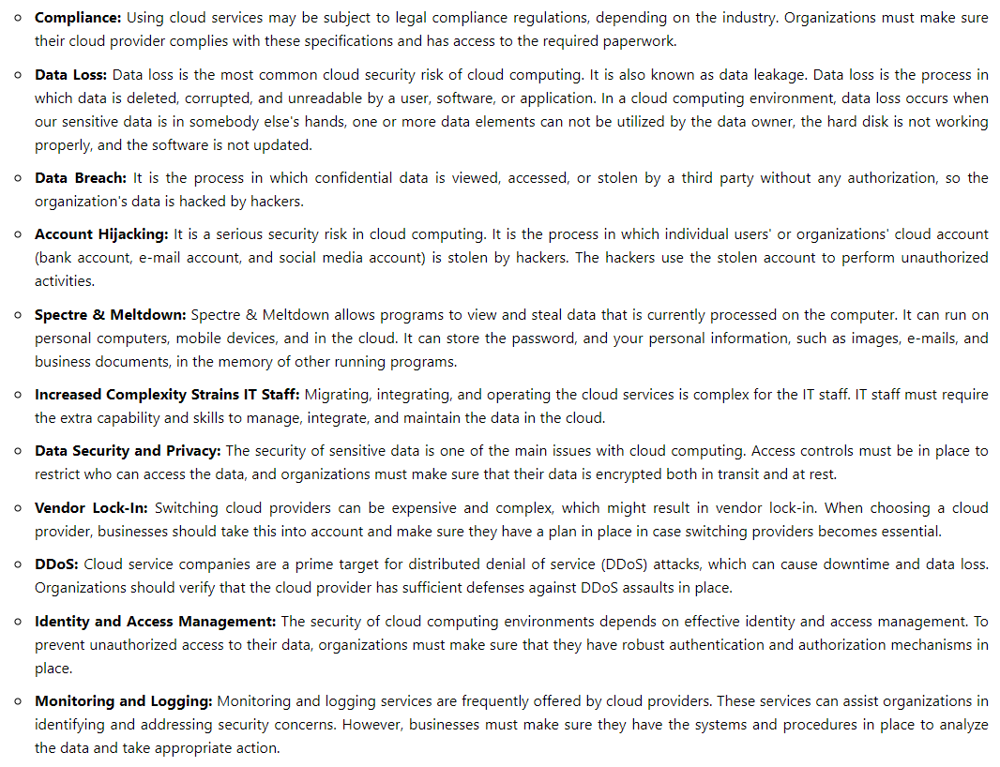 Compliance: Using cloud services may be subject to legal compliance regulations, depending on the industry. Organizations must make sure
their cloud provider complies with these specifications and has access to the required paperwork.
Data Loss: Data loss is the most common cloud security risk of cloud computing. It is also known as data leakage. Data loss is the process in
which data is deleted, corrupted, and unreadable by a user, software, or application. In a cloud computing environment, data loss occurs when
our sensitive data is in somebody else's hands, one or more data elements can not be utilized by the data owner, the hard disk is not working
properly, and the software is not updated.
Data Breach: It is the process in which confidential data is viewed, accessed, or stolen by a third party without any authorization, so the
organization's data is hacked by hackers.
Account Hijacking: It is a serious security risk in cloud computing. It is the process in which individual users' or organizations' cloud account
(bank account, e-mail account, and social media account) is stolen by hackers. The hackers use the stolen account to perform unauthorized
activities.
Spectre & Meltdown: Spectre & Meltdown allows programs to view and steal data that is currently processed on the computer. It can run on
personal computers, mobile devices, and in the cloud. It can store the password, and your personal information, such as images, e-mails, and
business documents, in the memory of other running programs.
Increased Complexity Strains IT Staff: Migrating, integrating, and operating the cloud services is complex for the IT staff. IT staff must require
the extra capability and skills to manage, integrate, and maintain the data in the cloud.
Data Security and Privacy: The security of sensitive data is one of the main issues with cloud computing. Access controls must be in place to
restrict who can access the data, and organizations must make sure that their data is encrypted both in transit and at rest.
Vendor Lock-In: Switching cloud providers can be expensive and complex, which might result in vendor lock-in. When choosing a cloud
provider, businesses should take this into account and make sure they have a plan in place in case switching providers becomes essential.
DDoS: Cloud service companies are a prime target for distributed denial of service (DDoS) attacks, which can cause downtime and data loss.
Organizations should verify that the cloud provider has sufficient defenses against DDoS assaults in place.
Identity and Access Management: The security of cloud computing environments depends on effective identity and access management. To
prevent unauthorized access to their data, organizations must make sure that they have robust authentication and authorization mechanisms in
place.
Monitoring and Logging: Monitoring and logging services are frequently offered by cloud providers. These services can assist organizations in
identifying and addressing security concerns. However, businesses must make sure they have the systems and procedures in place to analyze
the data and take appropriate action.